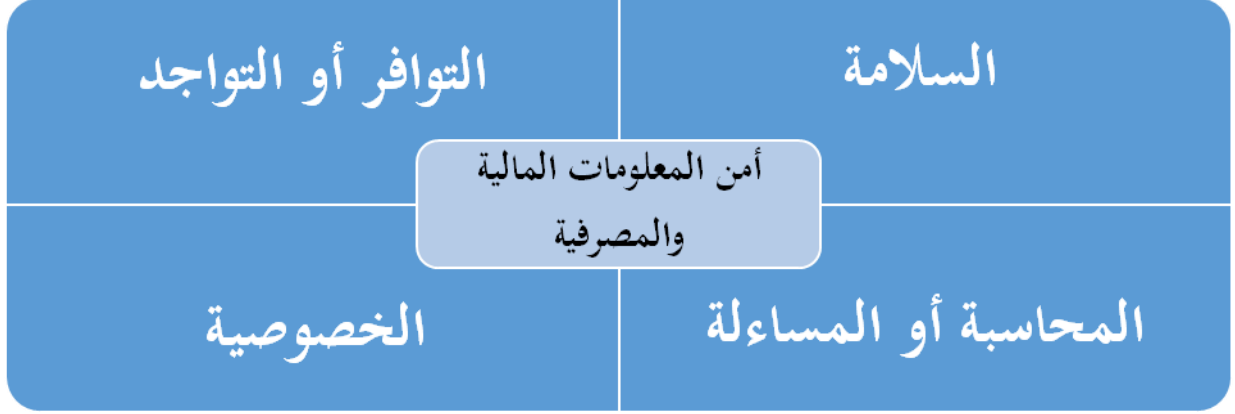 السلامة
التوافر أو التواجد
أمن المعلومات المالية
والمصرفية
المحاسبة أو المساءلة
الخصوصية